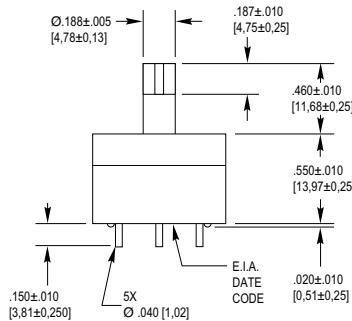 Ø.188±.005
[4,78±0,13]
.187±.010
[4,75±0,25]
.460±.010
[11,68±0,25]
.550±.010
[13,97±0,25]
.150±.010
[3,81±0,250]
5X
Ø .040 [1,02]
E.I.A.
DATE
CODE
.020±.010
[0,51±0,25]